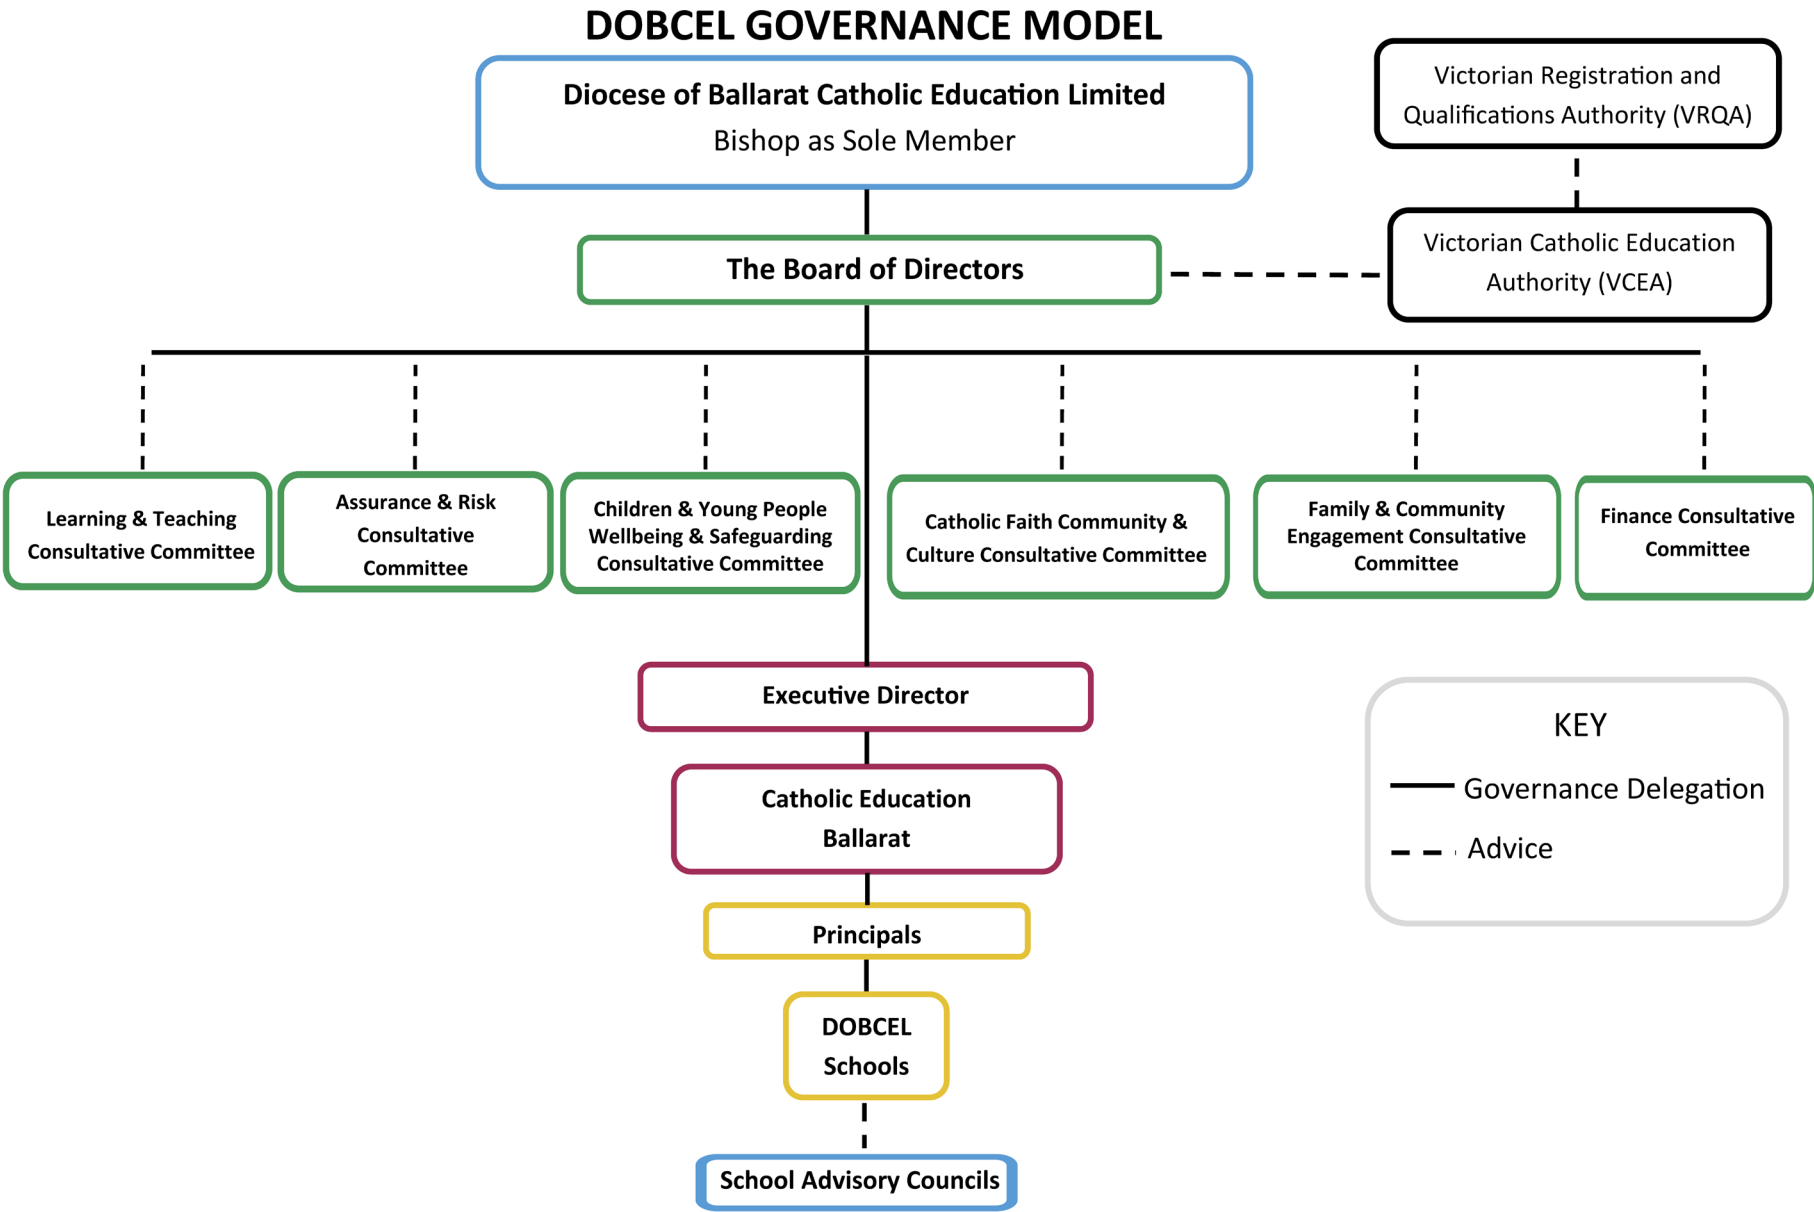 DOBCEL GOVERNANCE MODEL
Diocese of Ballarat Catholic Education Limited
Bishop as Sole Member
Victorian Registration and
Qualifications Authority (VRQA)
The Board of Directors
Victorian Catholic Education
Authority (VCEA)
Learning & Teaching
Consultative Committee
Assurance & Risk
Consultative
Committee
Children & Young People
Wellbeing & Safeguarding
Consultative Committee
Catholic Faith Community &
Culture Consultative Committee
Family & Community
Engagement Consultative
Committee
Finance Consultative
Committee
Executive Director
Catholic Education
Ballarat
Principals
DOBCEL
Schools
School Advisory Councils
KEY
Governance Delegation
Advice